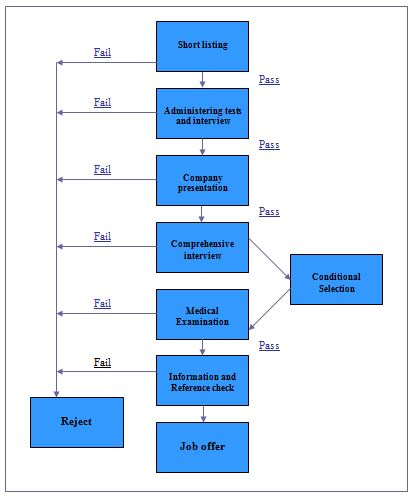 Short listing
Fail
Pass
Fail
Administering tests
and interview
Pass
Fail
Company
presentation
Pass
Fail
Comprehensive
interview
Conditional
Selection
Fail
Medical
Examination
Pass
Fail
Information and
Reference check
Reject
Job offer